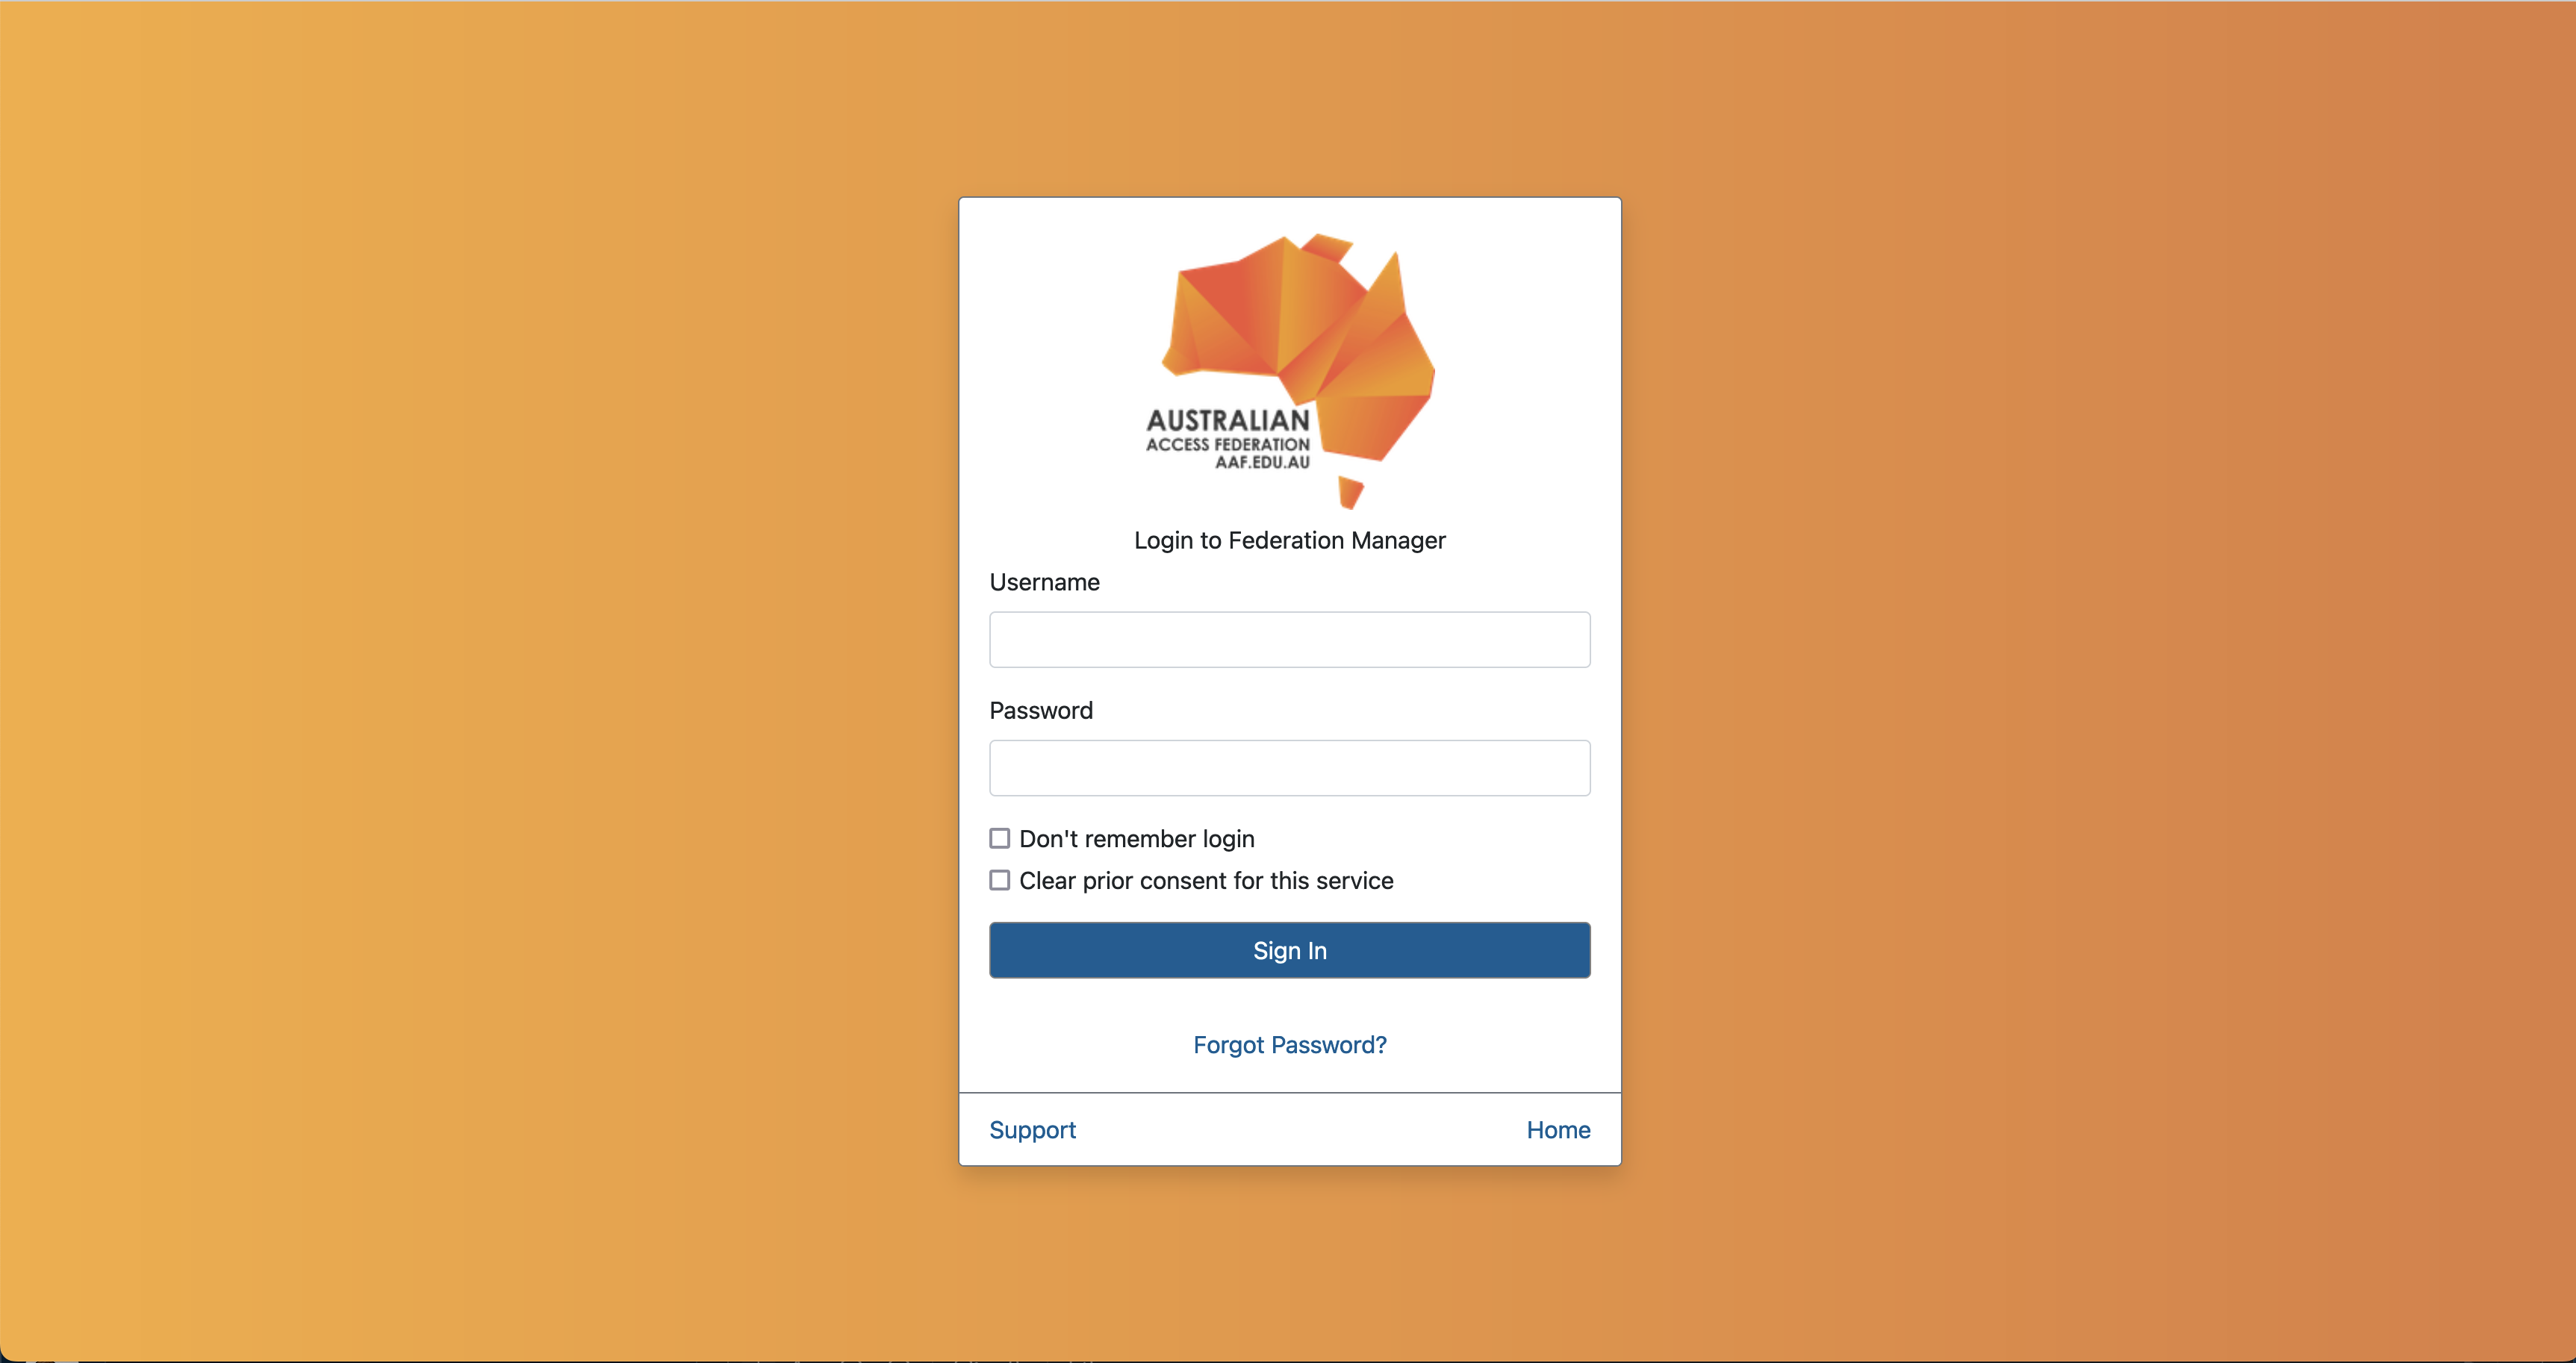 AUSTRALIAN
ACCESS FEDERATION
AAF.EDU.AU
Login to Federation Manager
Username
Password
Don't remember login
Clear prior consent for this service
Sign In
Forgot Password?
Support
Home